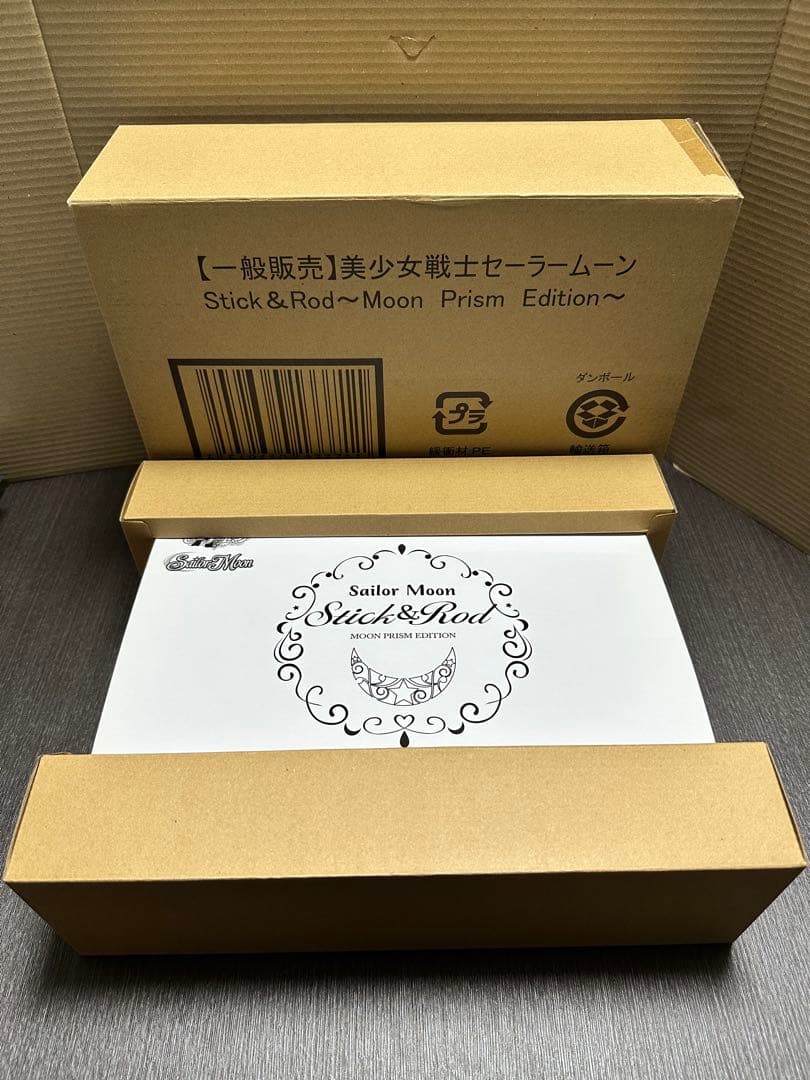 【一般販売】美少女戦士セーラームーン
Stick&Rod～Moon Prism Edition～
ダンボール
プラ
緩衝材:PE
輸送箱
Sailor Moon
Sailor Moon
Stick&Rod
MOON PRISM EDITION